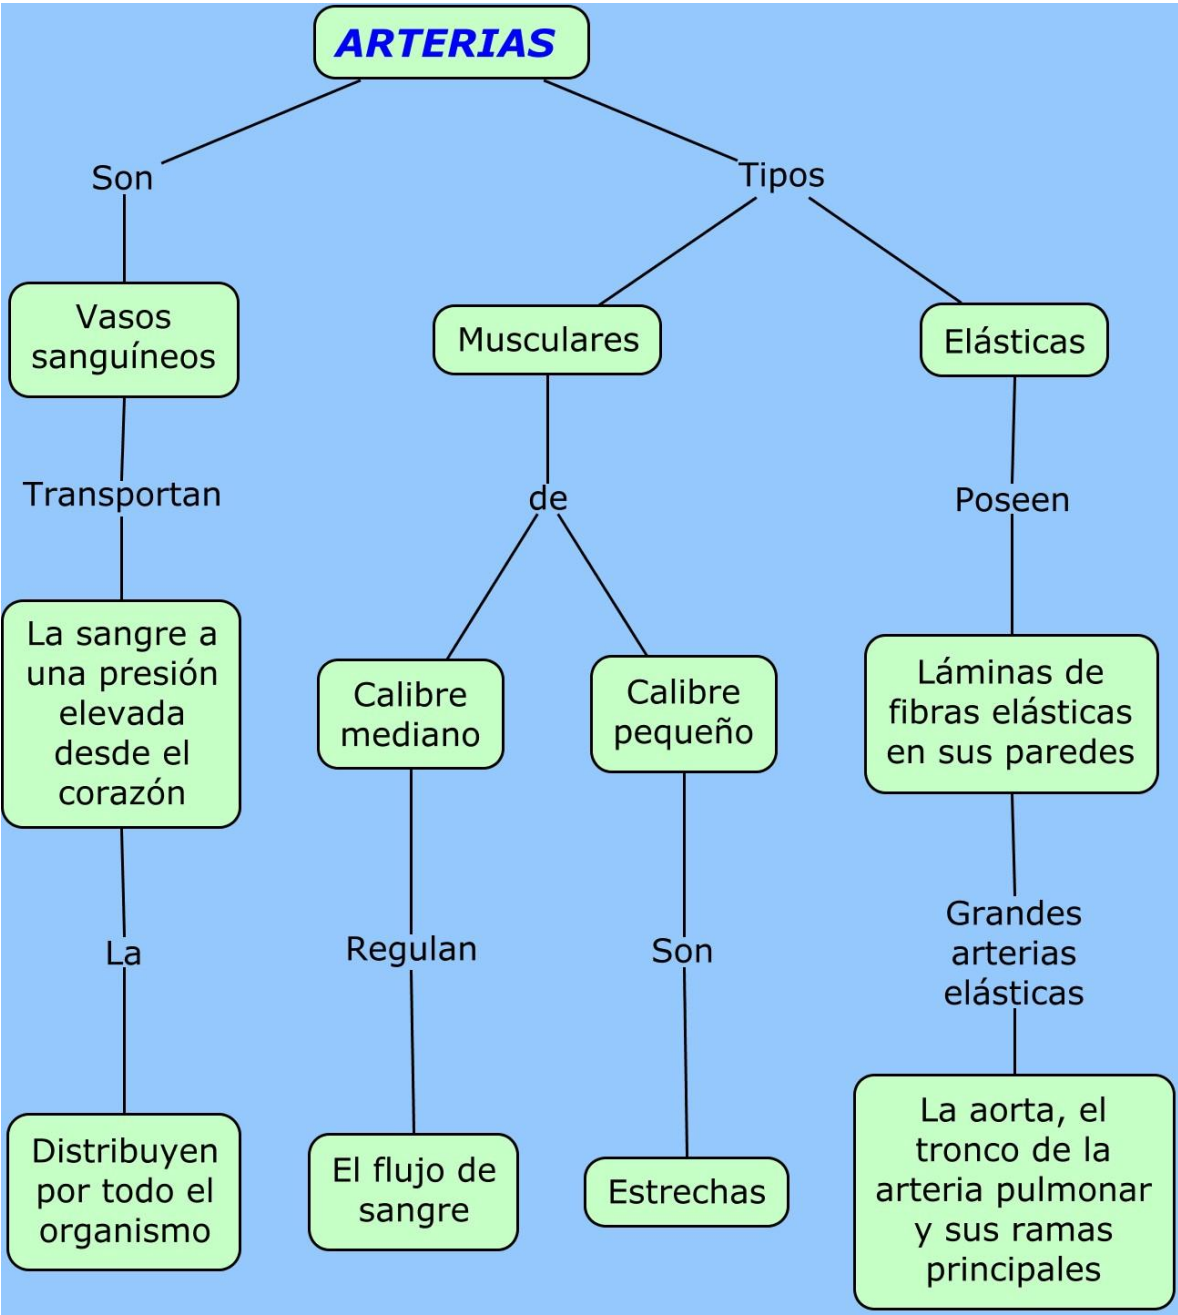 ARTERIAS
Son
Tipos
Vasos
sanguíneos
Musculares
Elásticas
Transportan
de
Poseen
La sangre a
una presión
elevada
desde el
corazón
Calibre
mediano
Calibre
pequeño
Láminas de
fibras elásticas
en sus paredes
La
Regulan
Son
Grandes
arterias
elásticas
Distribuyen
por todo el
organismo
El flujo de
sangre
Estrechas
La aorta, el
tronco de la
arteria pulmonar
y sus ramas
principales